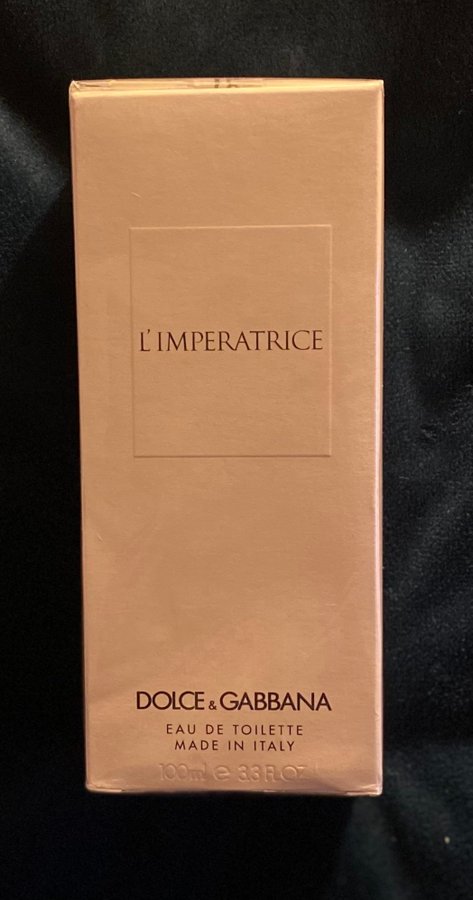 L'IMPERATRICE
DOLCE & GABBANA
EAU DE TOILETTE
MADE IN ITALY
100ml e 3.3 FL.OZ.